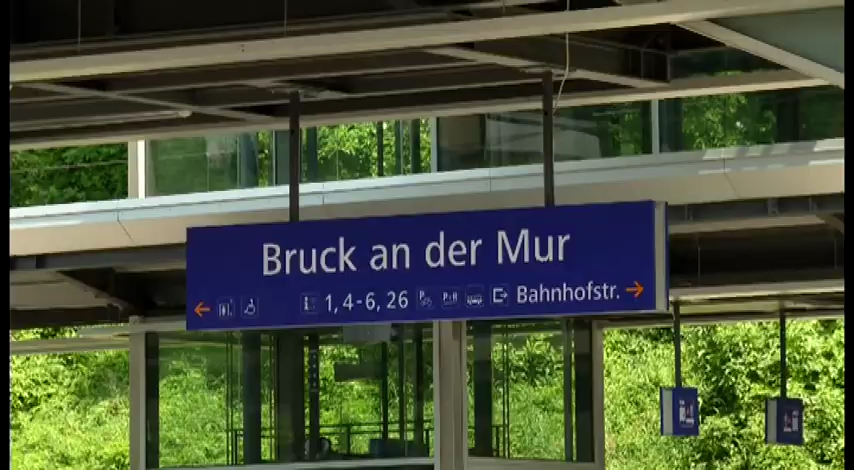 Bruck an der Mur
← 1, 4-6, 26 P P+R Bahnhofstr. →